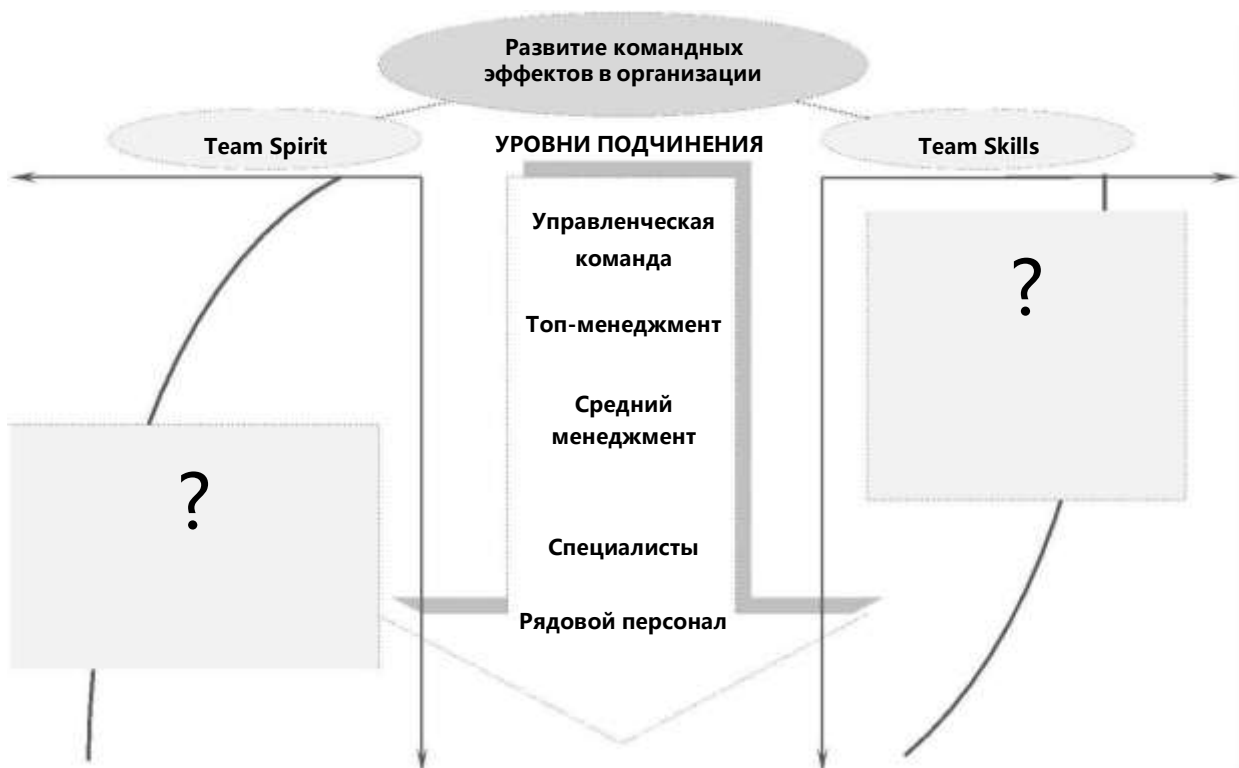 Развитие командных
эффектов в организации
Team Spirit
УРОВНИ ПОДЧИНЕНИЯ
Team Skills
Управленческая
команда
?
Топ-менеджмент
Средний
менеджмент
?
Специалисты
Рядовой персонал